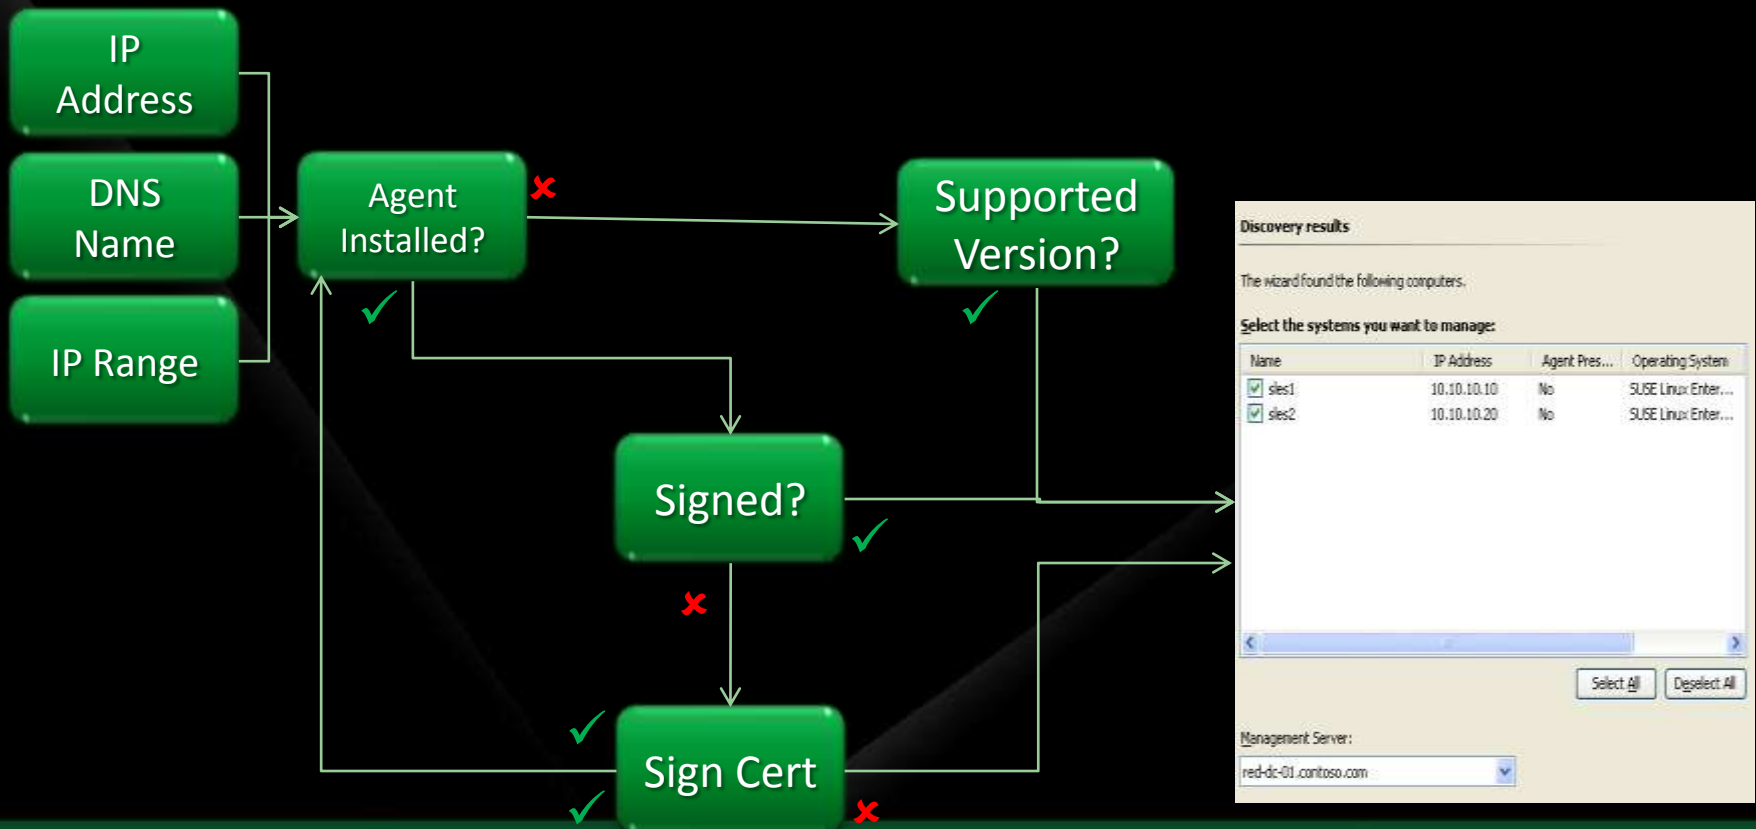 IP
Address
DNS
Name
IP Range
Agent
Installed?
Supported
Version?
Signed?
Sign Cert
Discovery results
The wizard found the following computers.
Select the systems you want to manage:
Name IP Address Agent Pres... Operating System
sles1 10.10.10.10 No SUSE Linux Enter...
sles2 10.10.10.20 No SUSE Linux Enter...
Select All Deselect All
Management Server:
red-dc-01.contoso.com